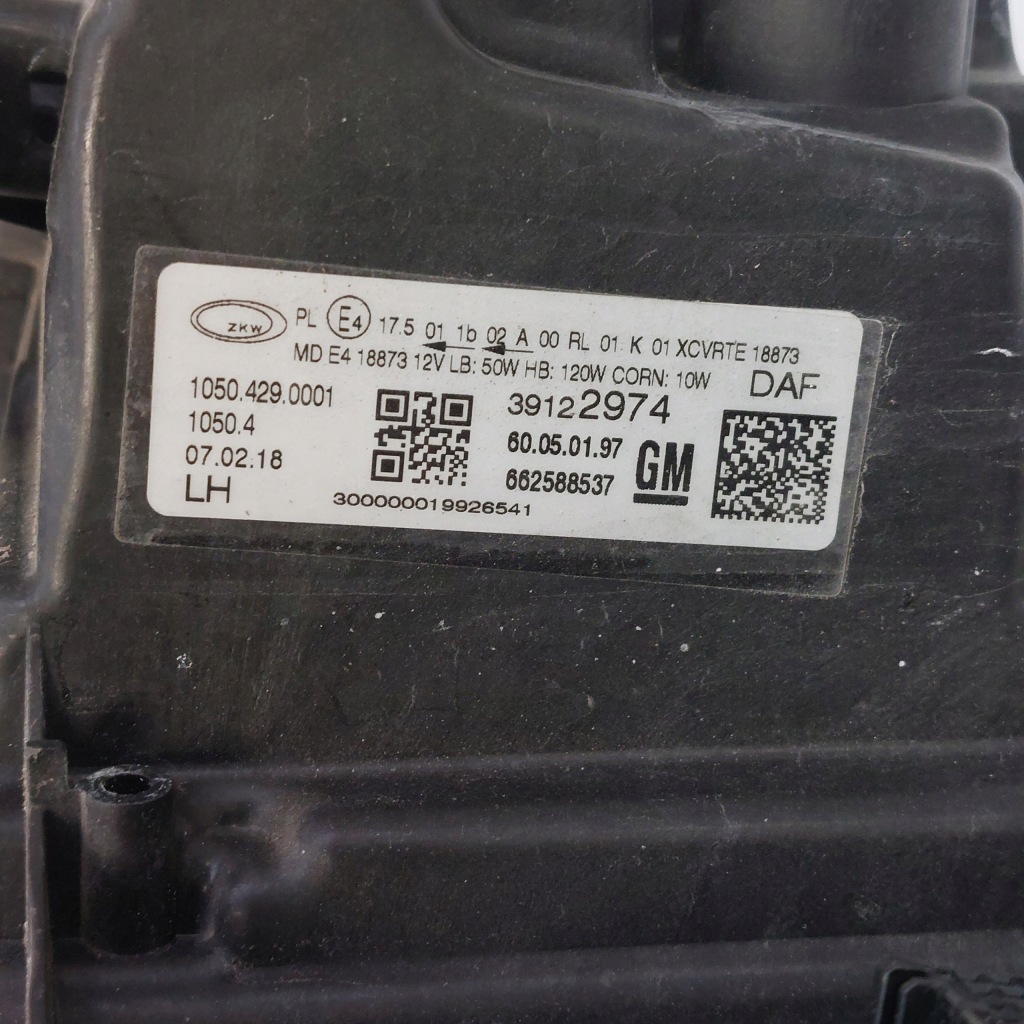 ZKW PL E4 17.5 01 1b 02 A 00 RL 01 K 01 XCVRTE 18873
MD E4 18873 12V LB: 50W HB: 120W CORN: 10W
DAF
1050.429.0001
1050.4
07.02.18
LH
39122974
60.05.01.97
662588537
GM
300000019926541